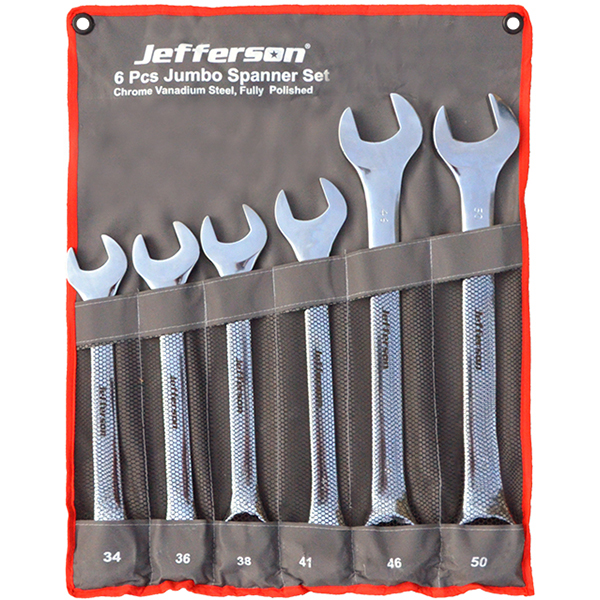 Jefferson®
6 Pcs Jumbo Spanner Set
Chrome Vanadium Steel, Fully Polished
Jefferson
Jefferson
Jefferson
Jefferson
Jefferson
Jefferson
34
36
38
41
46
50